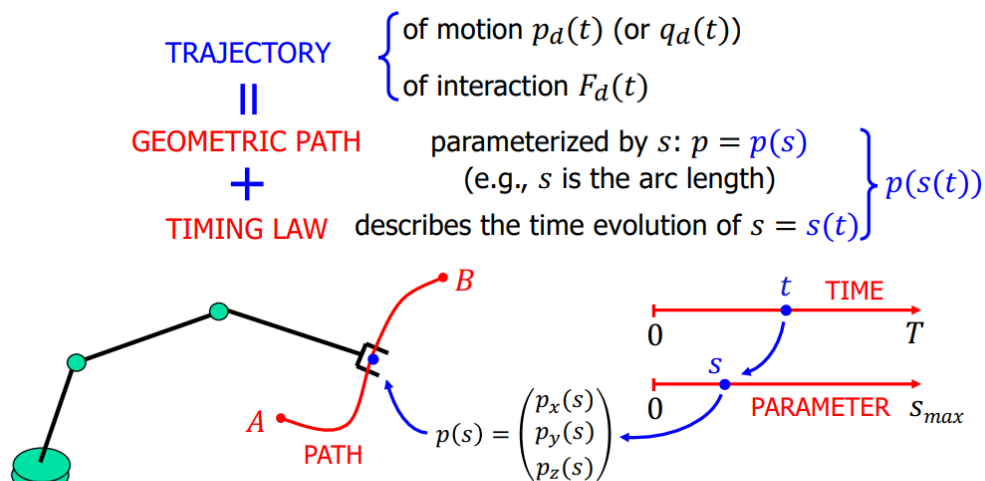 TRAJECTORY
of motion p_d(t) (or q_d(t))
of interaction F_d(t)
=
GEOMETRIC PATH
parameterized by s: p = p(s)
(e.g., s is the arc length)
p(s(t))
+
TIMING LAW
describes the time evolution of s = s(t)
B
A
PATH
p(s) = (p_x(s)
p_y(s)
p_z(s))
t
TIME
0
T
s
0
PARAMETER
s_max